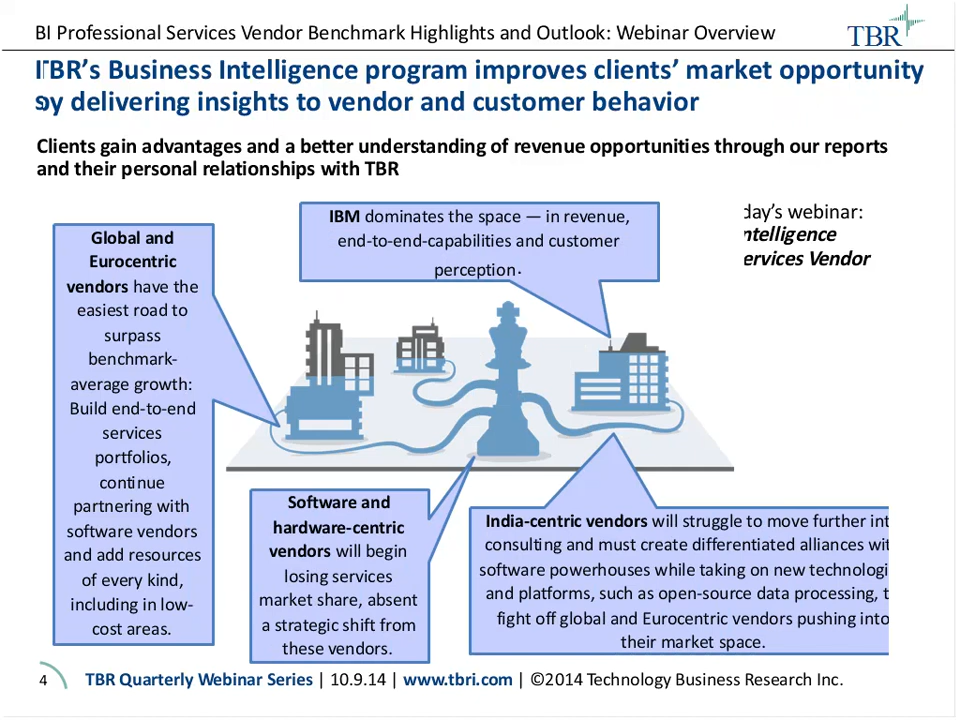 BI Professional Services Vendor Benchmark Highlights and Outlook: Webinar Overview
TBR
TBR's Business Intelligence program improves clients' market opportunity
by delivering insights to vendor and customer behavior
Clients gain advantages and a better understanding of revenue opportunities through our reports
and their personal relationships with TBR
day's webinar:
ntelligence
ervices Vendor
IBM dominates the space — in revenue,
end-to-end-capabilities and customer
perception.
Global and
Eurocentric
vendors have the
easiest road to
surpass
benchmark-
average growth:
Build end-to-end
services
portfolios,
continue
partnering with
software vendors
and add resources
of every kind,
including in low-
cost areas.
Software and
hardware-centric
vendors will begin
losing services
market share, absent
a strategic shift from
these vendors.
India-centric vendors will struggle to move further int
consulting and must create differentiated alliances wit
software powerhouses while taking on new technologi
and platforms, such as open-source data processing, t
fight off global and Eurocentric vendors pushing into
their market space.
4 TBR Quarterly Webinar Series | 10.9.14 | www.tbri.com | ©2014 Technology Business Research Inc.